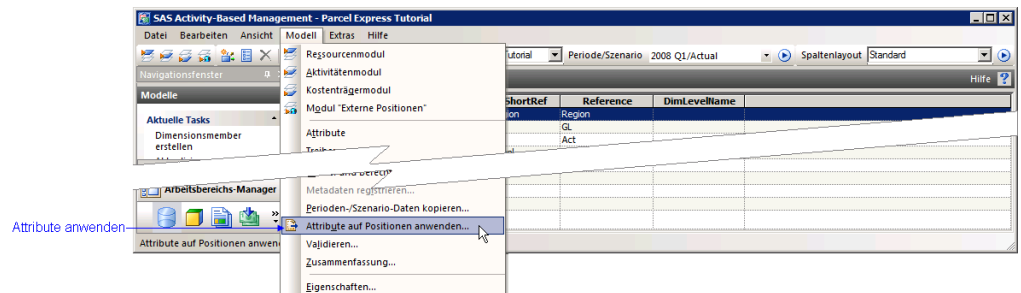 SAS Activity-Based Management - Parcel Express Tutorial
Datei Bearbeiten Ansicht Modell Extras Hilfe
Periode/Szenario 2008 Q1/Actual Spaltenlayout Standard
Navigationsfenster
Hilfe ?
Modelle
ShortRef Reference DimLevelName
Region
GL
Act
Aktuelle Tasks
Dimensionsmember
erstellen
Arbeitsbereichs-Manager
Attribute auf Positionen anwen
Ressourcenmodul
Aktivitätenmodul
Kostenträgermodul
Modul "Externe Positionen"
Attribute
Metadaten registrieren...
Perioden-/Szenario-Daten kopieren...
Attribute auf Positionen anwenden...
Validieren...
Zusammenfassung...
Eigenschaften...
Attribute anwenden